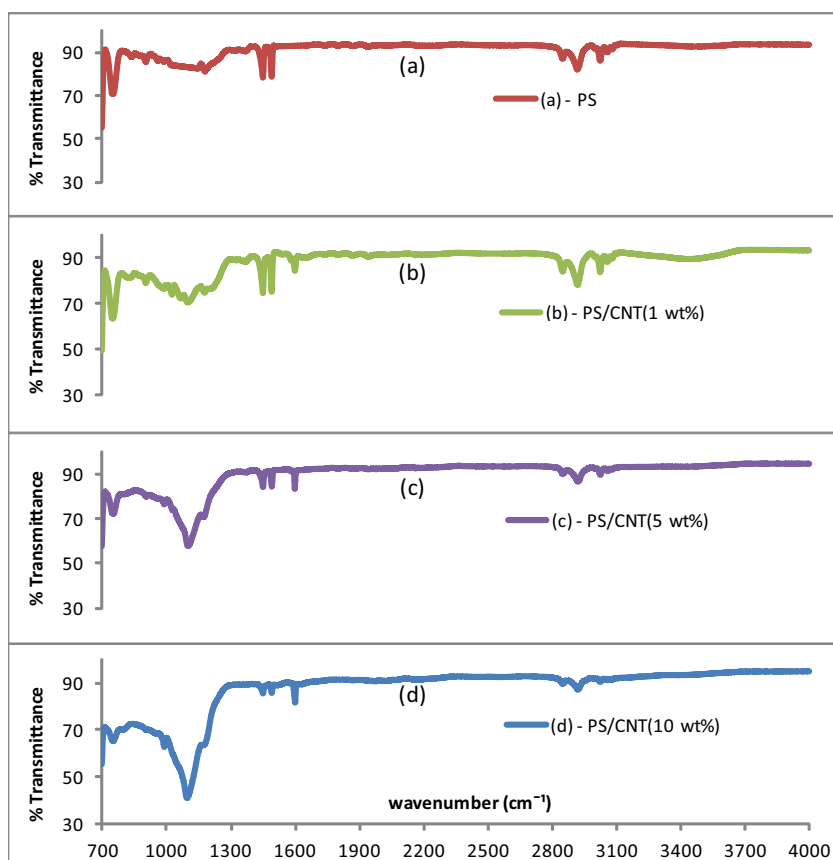 90
70
50
30
% Transmittance
(a)
(a) - PS
90
70
50
30
% Transmittance
(b)
(b) - PS/CNT(1 wt%)
90
70
50
30
% Transmittance
(c)
(c) - PS/CNT(5 wt%)
90
70
50
30
% Transmittance
(d)
(d) - PS/CNT(10 wt%)
wavenumber (cm⁻¹)
700 1000 1300 1600 1900 2200 2500 2800 3100 3400 3700 4000